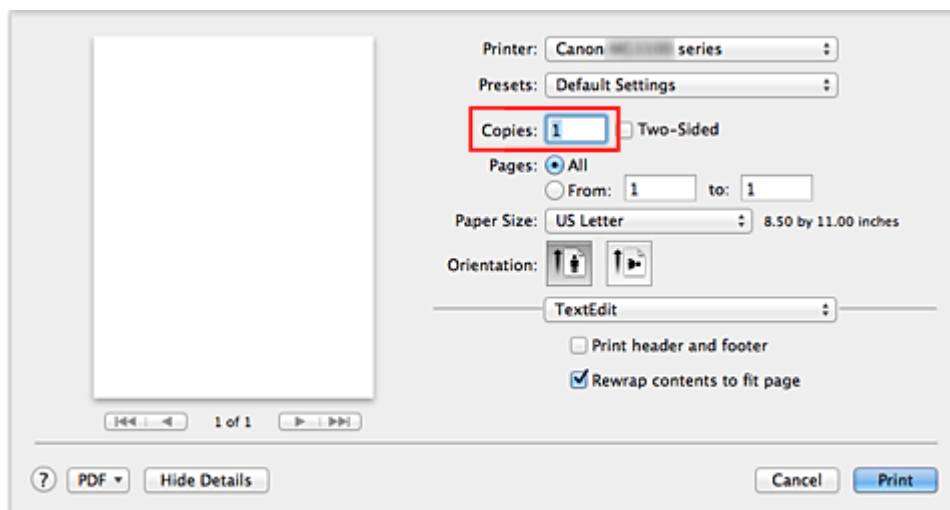 Printer: Canon series
Presets: Default Settings
Copies: 1 Two-Sided
Pages: All
From: 1 to: 1
Paper Size: US Letter 8.50 by 11.00 inches
Orientation:
TextEdit
Print header and footer
Rewrap contents to fit page
1 of 1
? PDF Hide Details Cancel Print